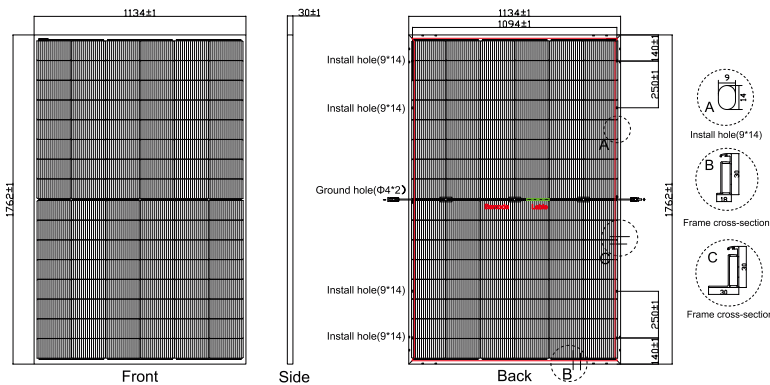 1134±1
30±1
1134±1
1094±1
1762±1
Install hole(9*14)
140±1
250±1
Install hole(9*14)
Ground hole(Φ4*2)
1762±1
Install hole(9*14)
250±1
Install hole(9*14)
140±1
A
C
B
9
14
A
Install hole(9*14)
B
30
18
Frame cross-section
C
30
30
Frame cross-section
Front
Side
Back